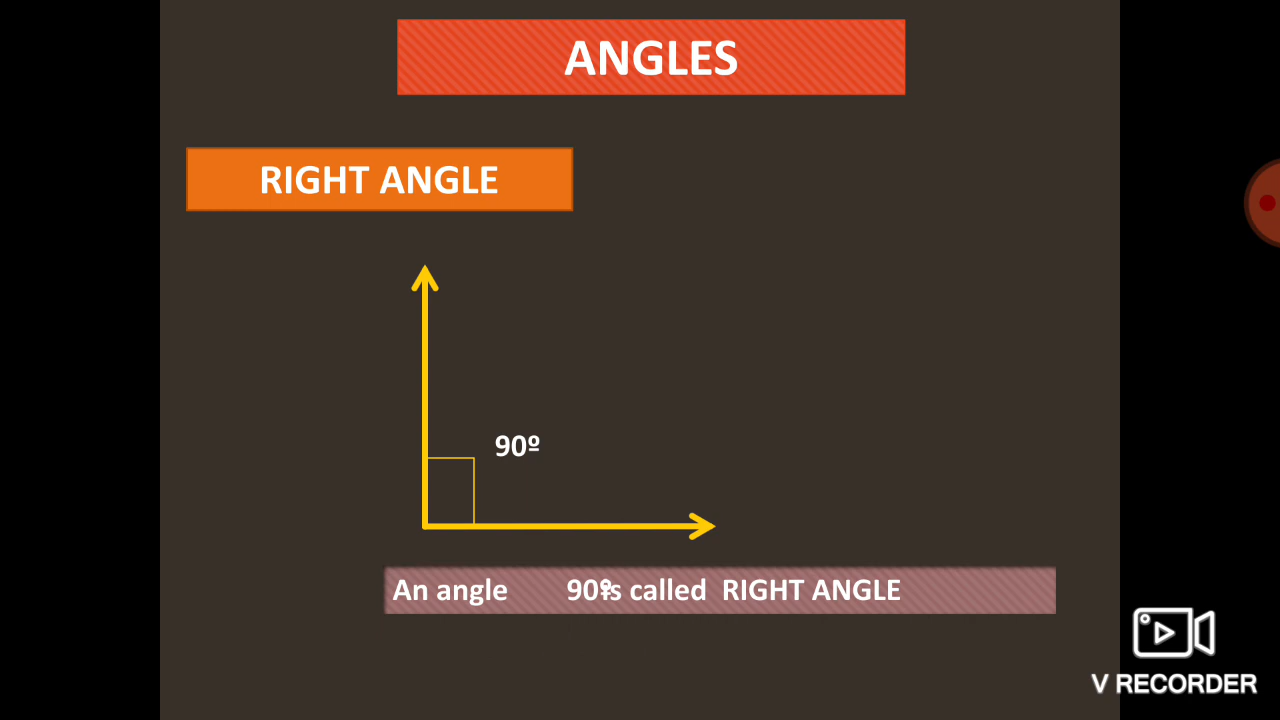 ANGLES
RIGHT ANGLE
90º
An angle 90º is called RIGHT ANGLE
V RECORDER